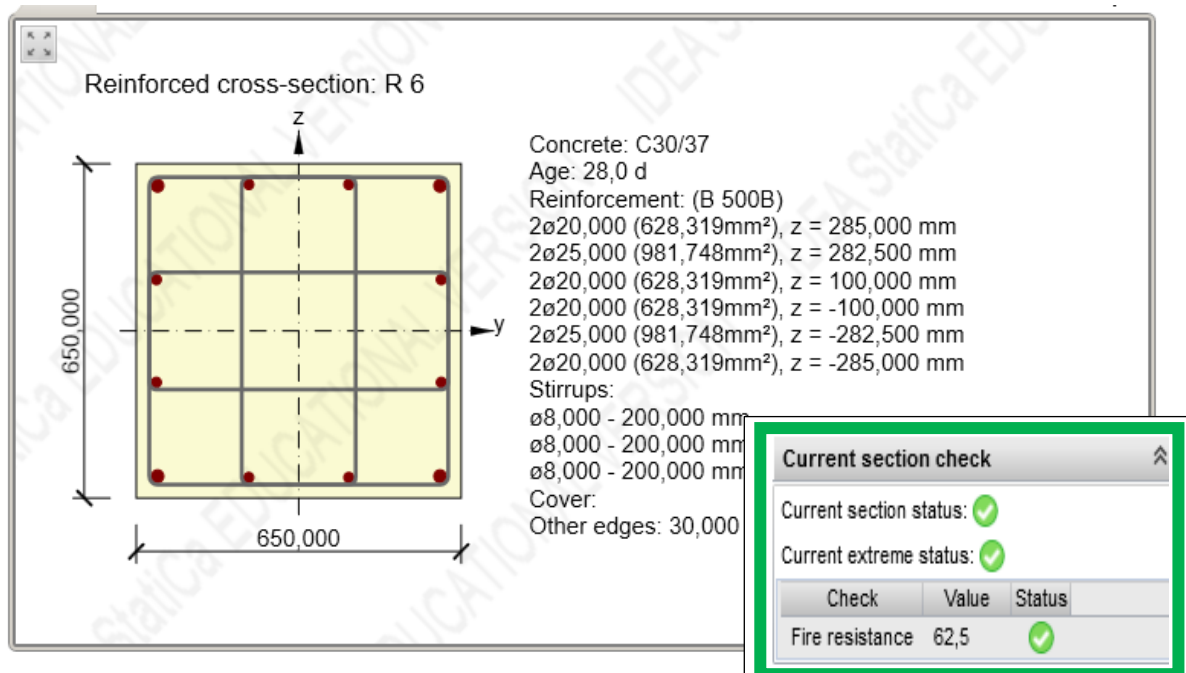 Reinforced cross-section: R 6
z
y
650,000
650,000
Concrete: C30/37
Age: 28,0 d
Reinforcement: (B 500B)
2ø20,000 (628,319mm²), z = 285,000 mm
2ø25,000 (981,748mm²), z = 282,500 mm
2ø20,000 (628,319mm²), z = 100,000 mm
2ø20,000 (628,319mm²), z = -100,000 mm
2ø25,000 (981,748mm²), z = -282,500 mm
2ø20,000 (628,319mm²), z = -285,000 mm
Stirrups:
ø8,000 - 200,000 mm
ø8,000 - 200,000 mm
ø8,000 - 200,000 mm
Cover:
Other edges: 30,000
Current section check
Current section status:
Current extreme status:
Check Value Status
Fire resistance 62,5